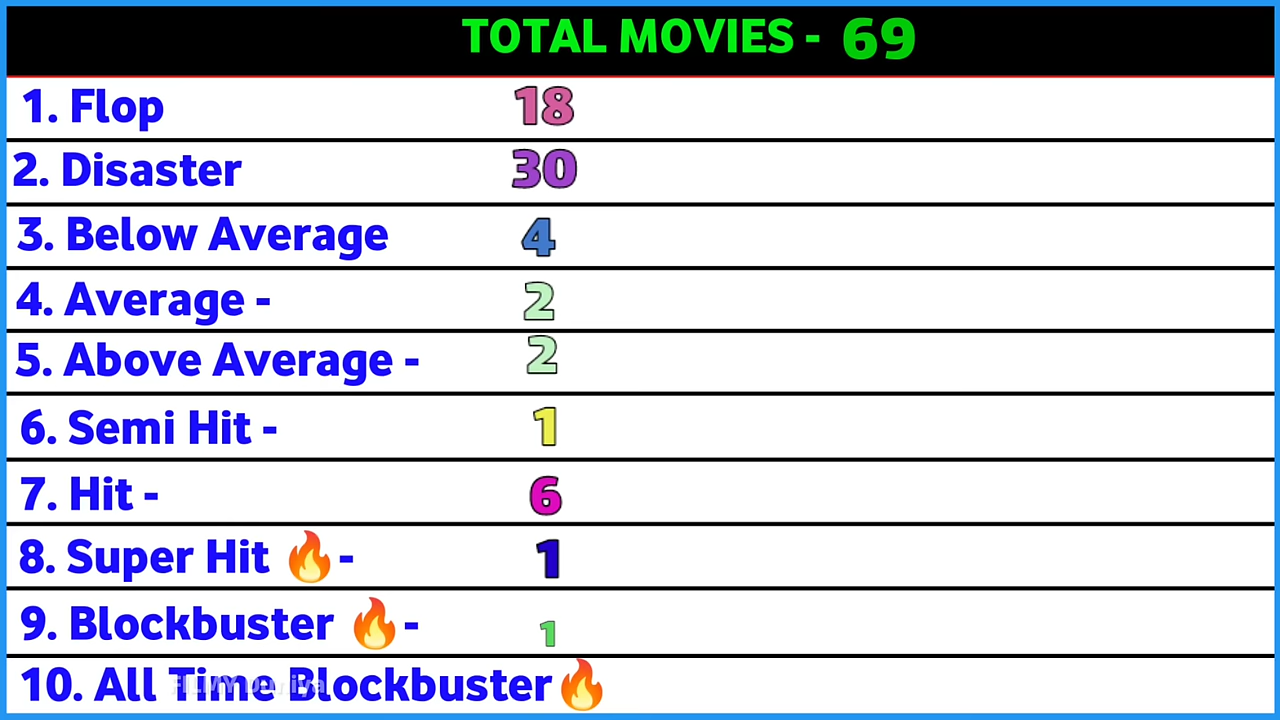 TOTAL MOVIES - 69
1. Flop 18
2. Disaster 30
3. Below Average 4
4. Average - 2
5. Above Average - 2
6. Semi Hit - 1
7. Hit - 6
8. Super Hit 🔥- 1
9. Blockbuster 🔥- 1
10. All Time Blockbuster🔥